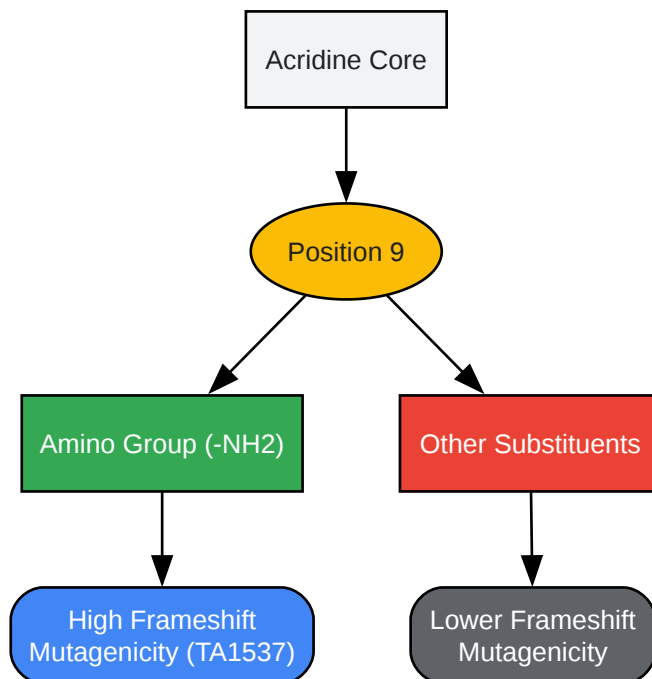 Acridine Core
Position 9
Amino Group (-NH2)
Other Substituents
High Frameshift
Mutagenicity (TA1537)
Lower Frameshift
Mutagenicity